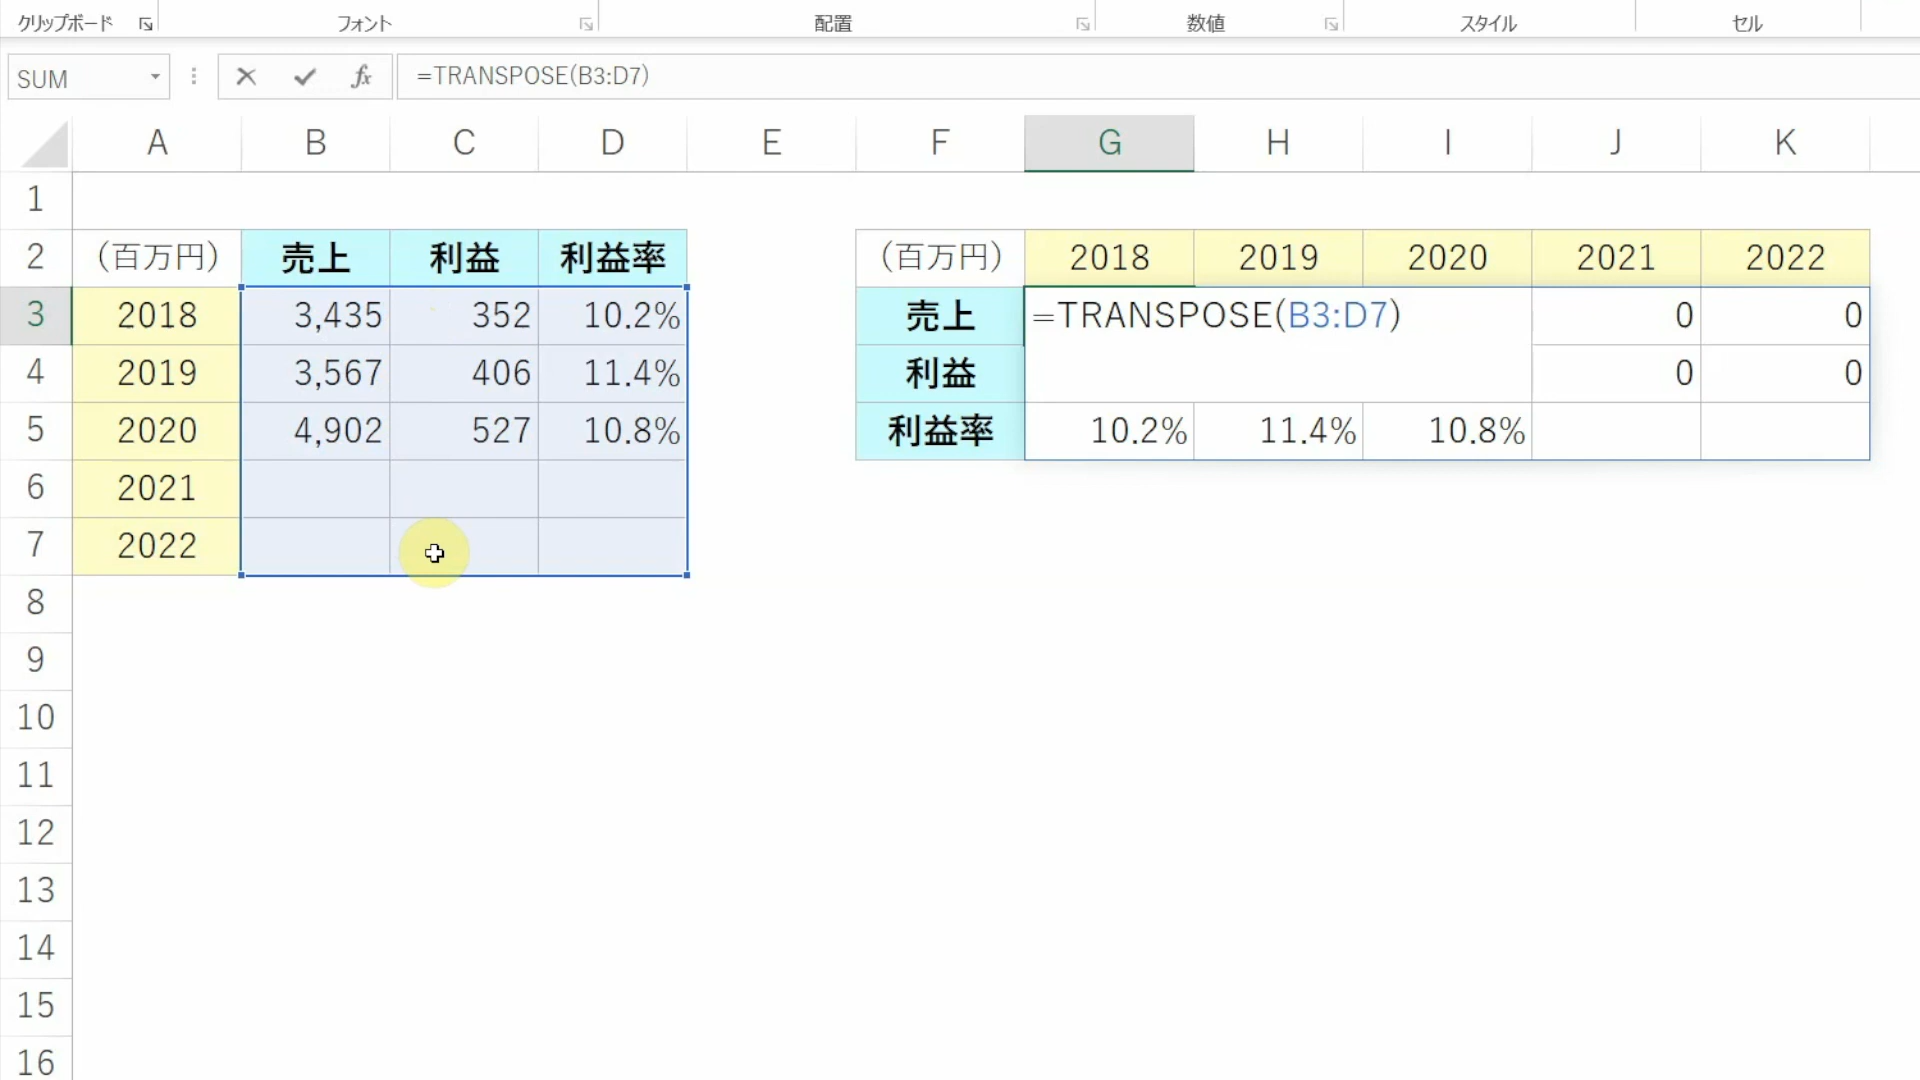 クリップボード フォント 配置 数値 スタイル セル
SUM fx =TRANSPOSE(B3:D7)
A B C D E F G H I J K
1
2 (百万円) 売上 利益 利益率 (百万円) 2018 2019 2020 2021 2022
3 2018 3,435 352 10.2% 売上 =TRANSPOSE(B3:D7) 0 0
4 2019 3,567 406 11.4% 利益 0 0
5 2020 4,902 527 10.8% 利益率 10.2% 11.4% 10.8%
6 2021
7 2022
8
9
10
11
12
13
14
15
16